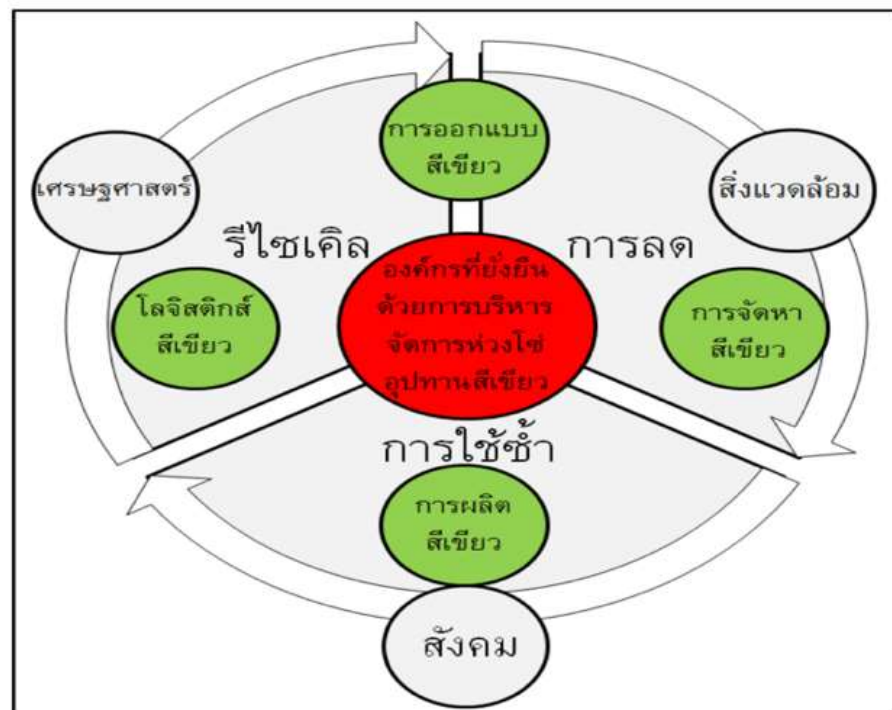 การออกแบบ
สีเขียว
เศรษฐศาสตร์
สิ่งแวดล้อม
รีไซเคิล
การลด
องค์กรที่ยั่งยืน
ด้วยการบริหาร
จัดการห่วงโซ่
อุปทานสีเขียว
โลจิสติกส์
สีเขียว
การจัดหา
สีเขียว
การใช้ซ้ำ
การผลิต
สีเขียว
สังคม